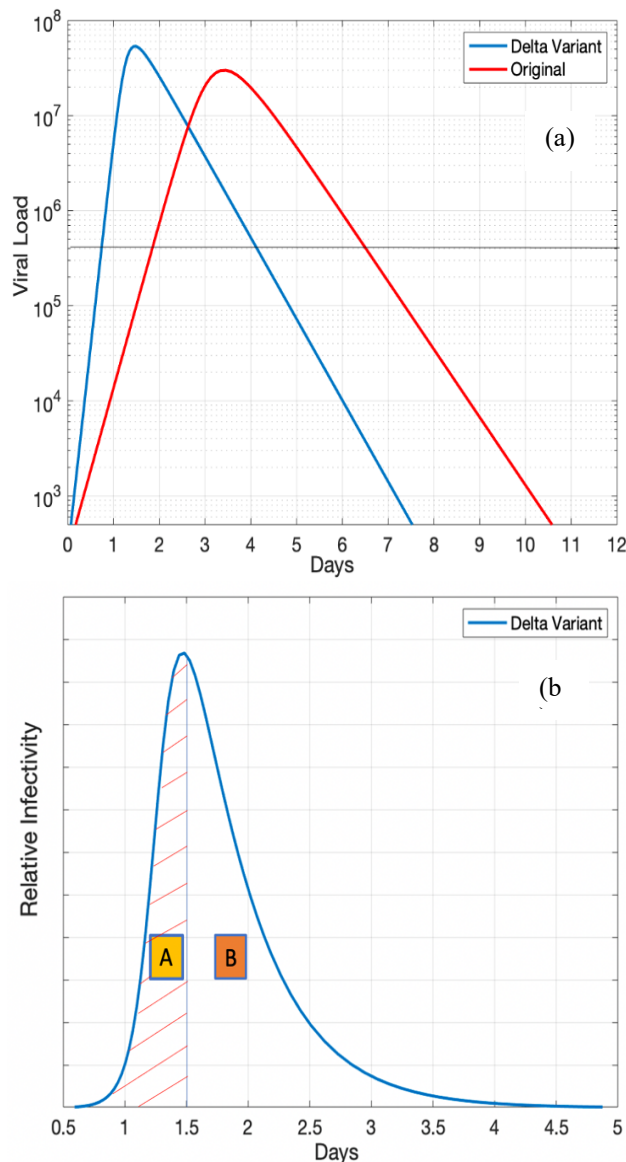 10⁸
10⁷
10⁶
10⁵
10⁴
10³
Viral Load
Delta Variant
Original
(a)
0 1 2 3 4 5 6 7 8 9 10 11 12
Days
Relative Infectivity
Delta Variant
(b
A B
0.5 1 1.5 2 2.5 3 3.5 4 4.5 5
Days